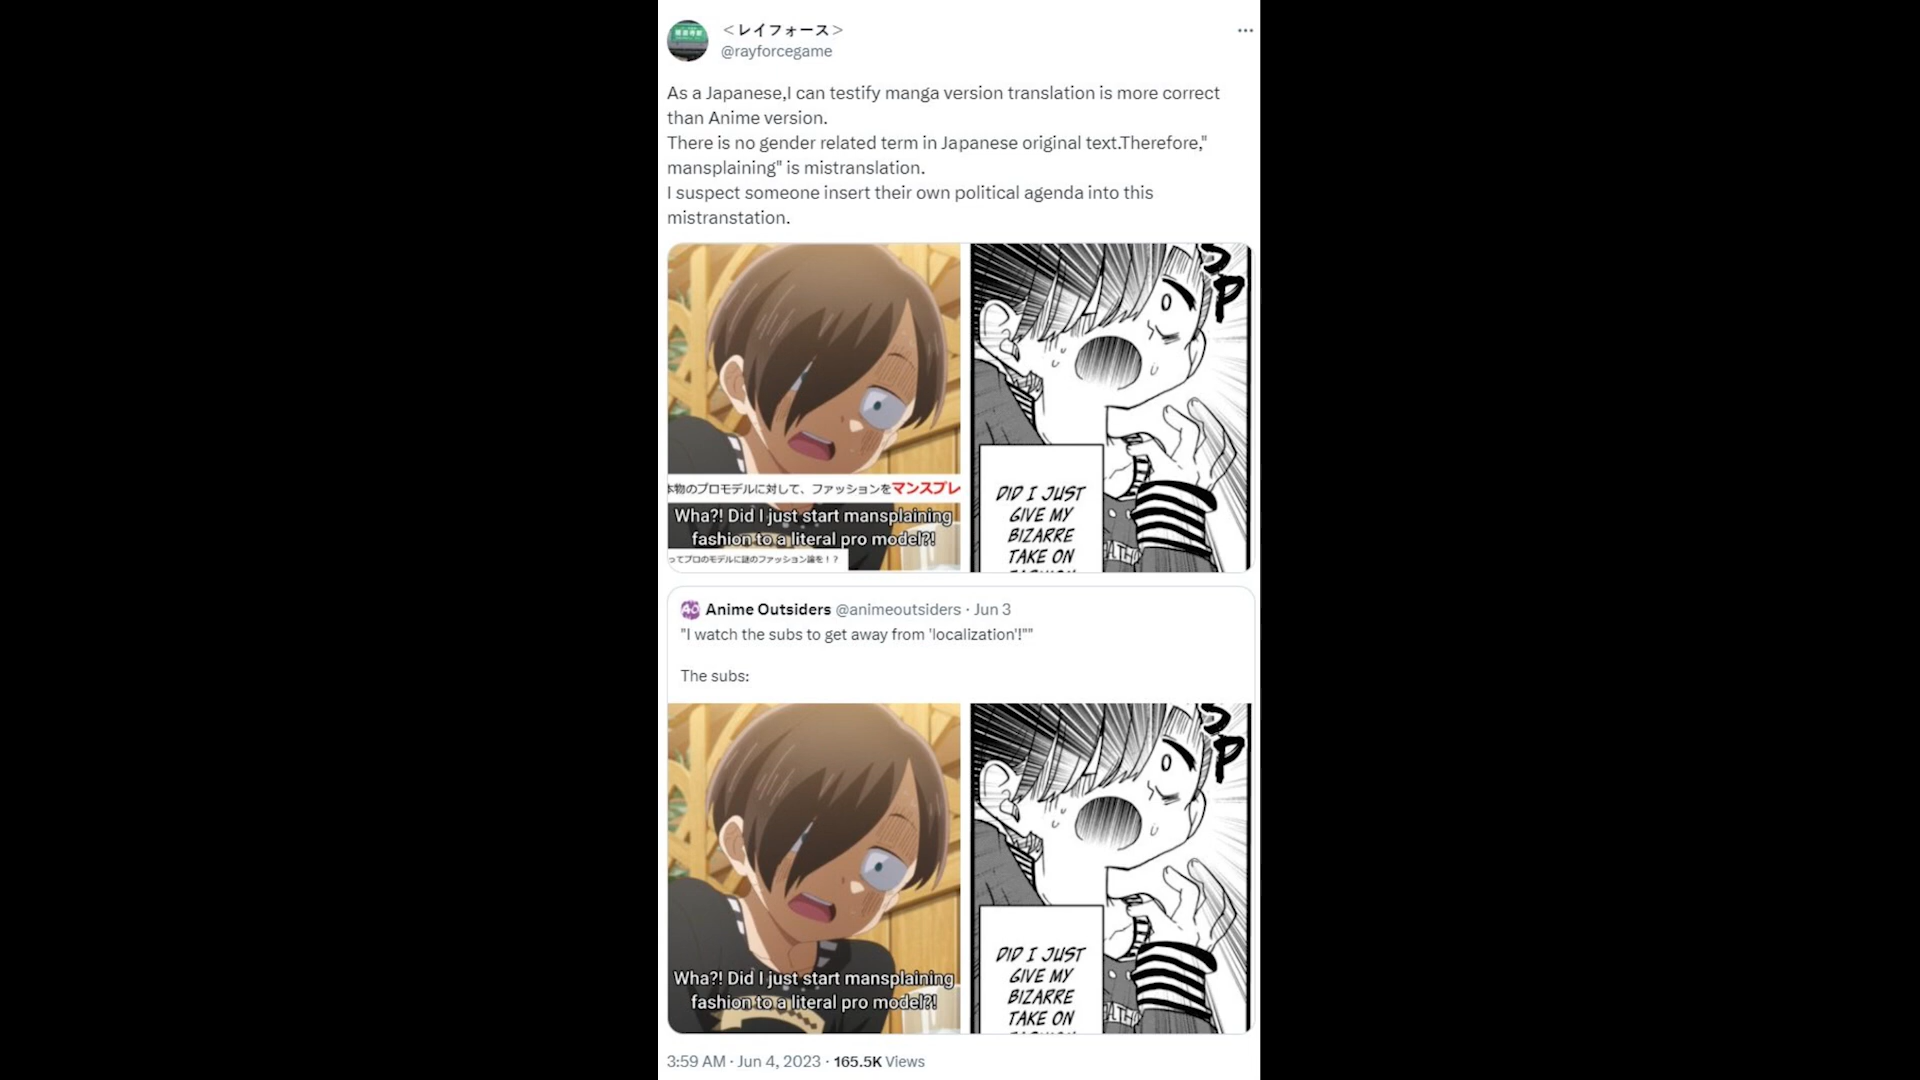 <レイフォース>
@rayforcegame
As a Japanese,I can testify manga version translation is more correct
than Anime version.
There is no gender related term in Japanese original text.Therefore,"
mansplaining" is mistranslation.
I suspect someone insert their own political agenda into this
mistranstation.
本物のプロモデルに対して、ファッションをマンスプレ
Wha?! Did I just start mansplaining
fashion to a literal pro model?!
ってプロのモデルに謎のファッション論を！？
SP
DID I JUST
GIVE MY
BIZARRE
TAKE ON
FASHION
AO Anime Outsiders @animeoutsiders · Jun 3
"I watch the subs to get away from 'localization'!""
The subs:
Wha?! Did I just start mansplaining
fashion to a literal pro model?!
SP
DID I JUST
GIVE MY
BIZARRE
TAKE ON
3:59 AM · Jun 4, 2023 · 165.5K Views